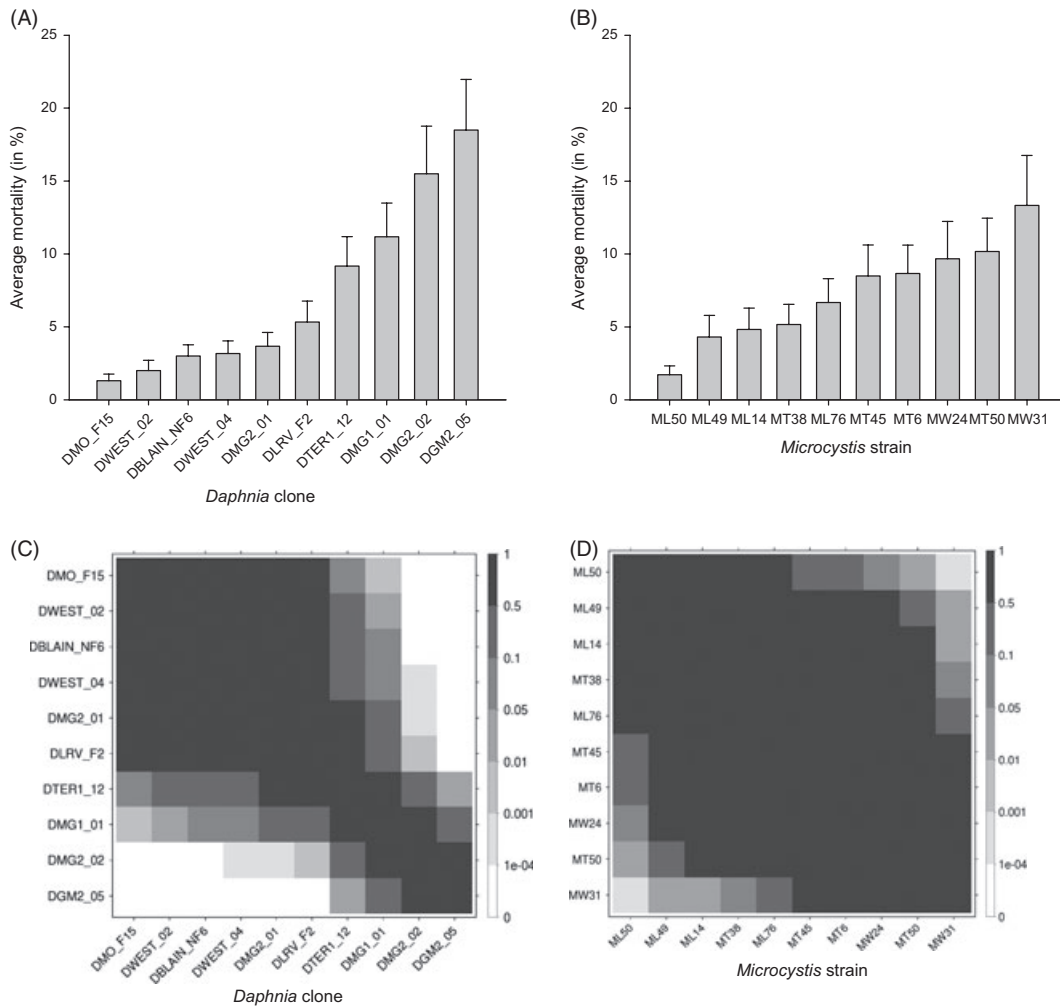 (A)
25
20
15
10
5
0
Average mortality (in %)
DMO_F15
DWEST_02
DBLAIN_NF6
DWEST_04
DMG2_01
DLRV_F2
DTER1_12
DMG1_01
DMG2_02
DGM2_05
Daphnia clone
(B)
25
20
15
10
5
0
Average mortality (in %)
ML50 ML49 ML14 MT38 ML76 MT45 MT6 MW24 MT50 MW31
Microcystis strain
(C)
DMO_F15
DWEST_02
DBLAIN_NF6
DWEST_04
DMG2_01
DLRV_F2
DTER1_12
DMG1_01
DMG2_02
DGM2_05
DMO_F15
DWEST_02
DBLAIN_NF6
DWEST_04
DMG2_01
DLRV_F2
DTER1_12
DMG1_01
DMG2_02
DGM2_05
Daphnia clone
1
0.5
0.1
0.05
0.01
0.001
1e-04
0
(D)
ML50
ML49
ML14
MT38
ML76
MT45
MT6
MW24
MT50
MW31
ML50
ML49
ML14
MT38
ML76
MT45
MT6
MW24
MT50
MW31
Microcystis strain
1
0.5
0.1
0.05
0.01
0.001
1e-04
0